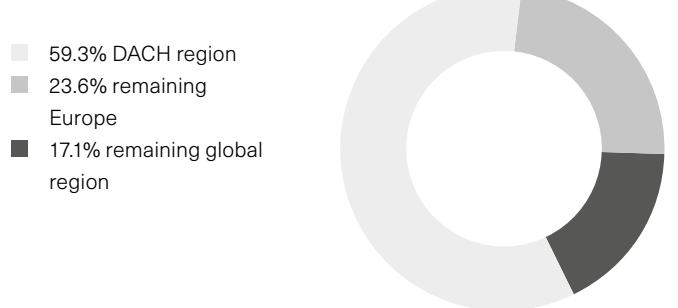 59.3% DACH region
23.6% remaining
Europe
17.1% remaining global
region